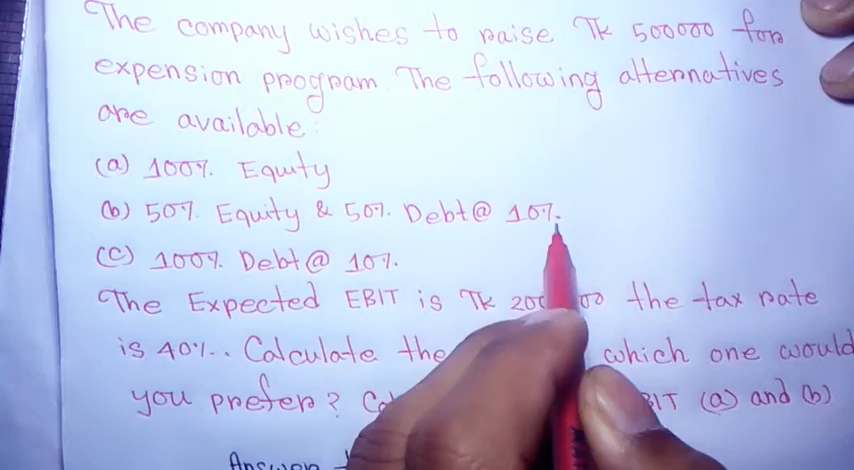 The company wishes to raise Tk 500000 for
expension program. The following alternatives
are available:
(a) 100% Equity
(b) 50% Equity & 50% Debt@ 10%.
(c) 100% Debt@ 10%.
The Expected EBIT is Tk the tax rate
is 40%. Calculate the which one would
you prefer? (a) and (b)
Answer